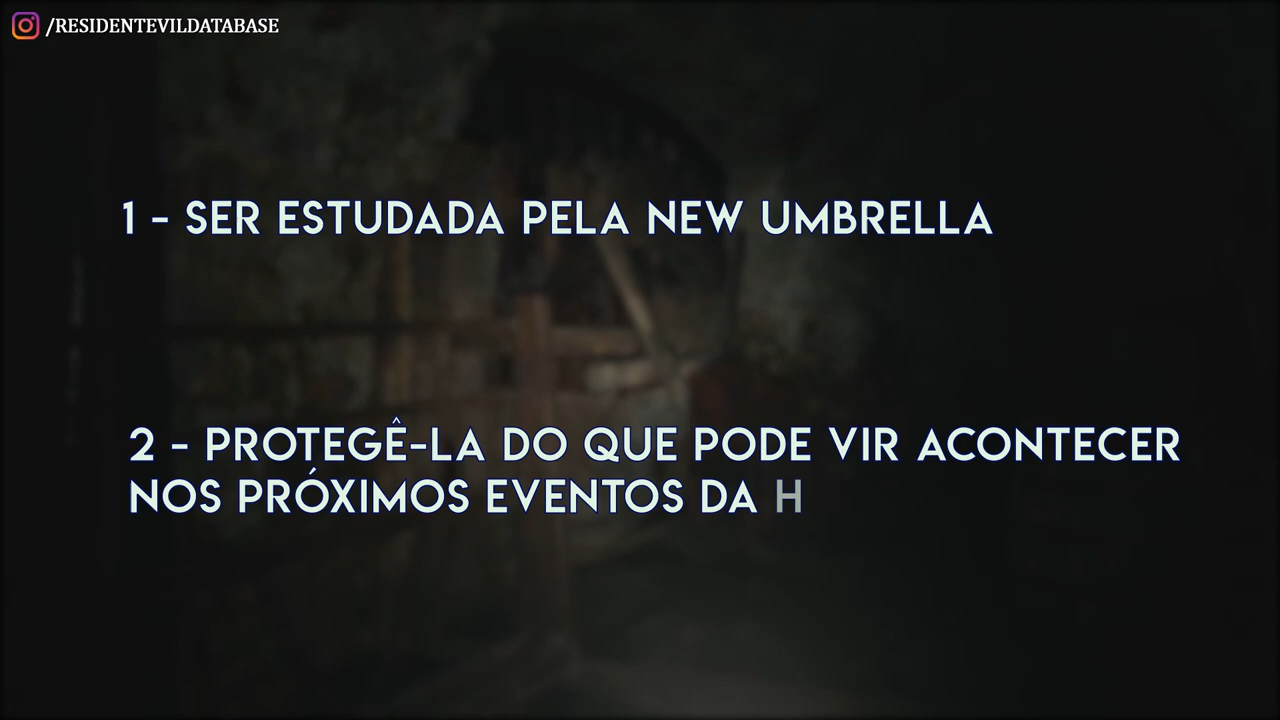 /RESIDENTEVILDATABASE
1 - SER ESTUDADA PELA NEW UMBRELLA
2 - PROTEGÊ-LA DO QUE PODE VIR ACONTECER
NOS PRÓXIMOS EVENTOS DA H